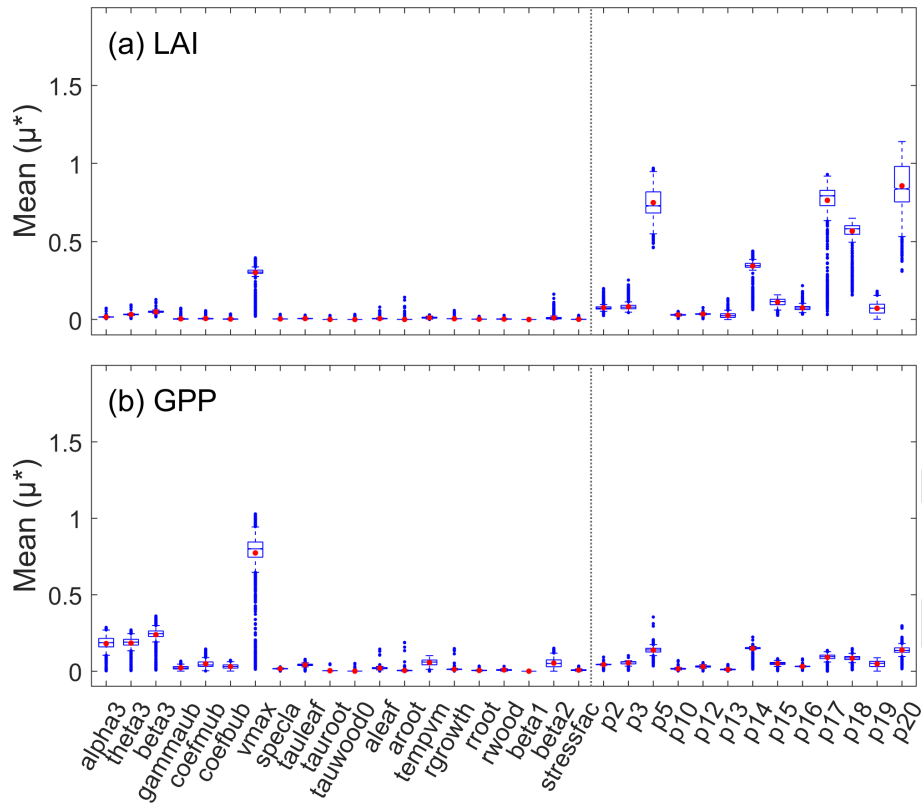 (a) LAI
Mean (μ*)
1.5
1
0.5
0
(b) GPP
Mean (μ*)
1.5
1
0.5
0
alpha3
theta3
beta3
gammaub
coefmub
coefbub
vmax
specla
tauleaf
tauroot
tauwood0
aleaf
aroot
tempvm
rgrowth
rroot
rwood
beta1
beta2
stressfac
p2
p3
p5
p10
p12
p13
p14
p15
p16
p17
p18
p19
p20